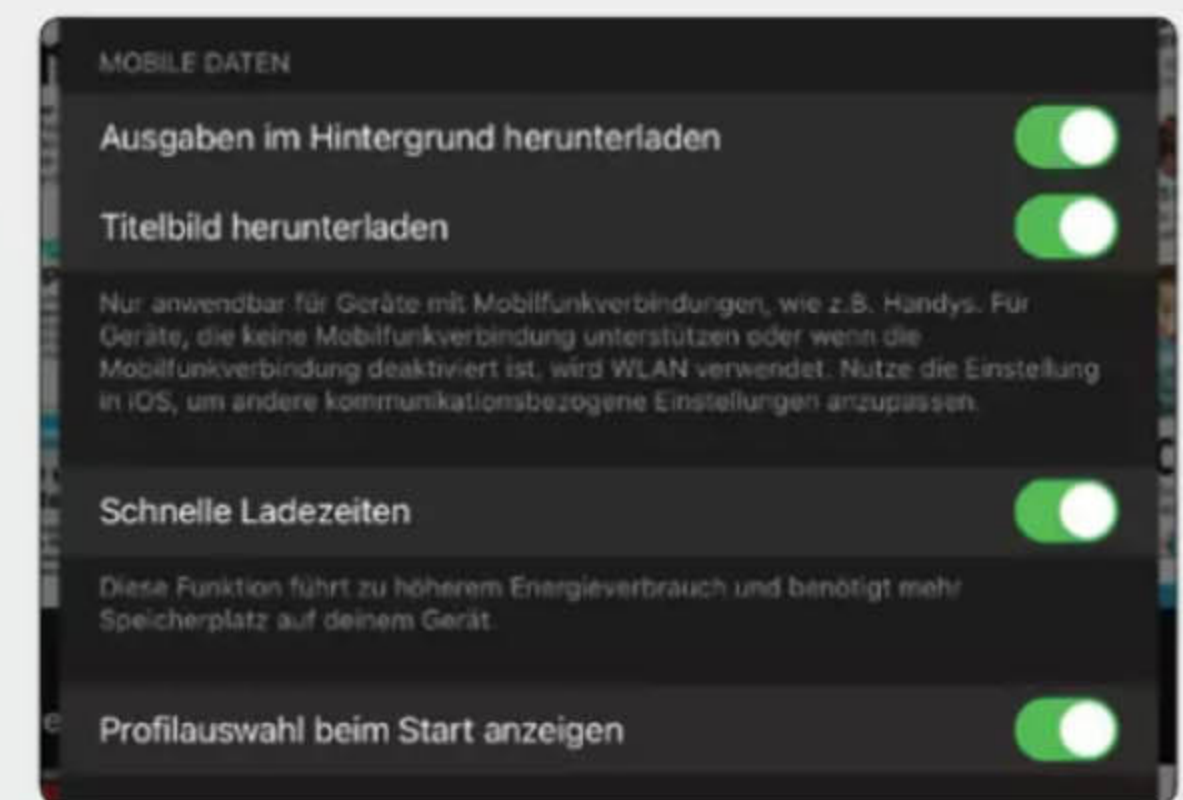 MOBILE DATEN
Ausgaben im Hintergrund herunterladen
Titelbild herunterladen
Nur anwendbar für Geräte mit Mobilfunkverbindungen, wie z.B. Handys. Für
Geräte, die keine Mobilfunkverbindung unterstützen oder wenn die
Mobilfunkverbindung deaktiviert ist, wird WLAN verwendet. Nutze die Einstellung
in iOS, um andere kommunikationsbezogene Einstellungen anzupassen.
Schnelle Ladezeiten
Diese Funktion führt zu höherem Energieverbrauch und benötigt mehr
Speicherplatz auf deinem Gerät.
Profilauswahl beim Start anzeigen